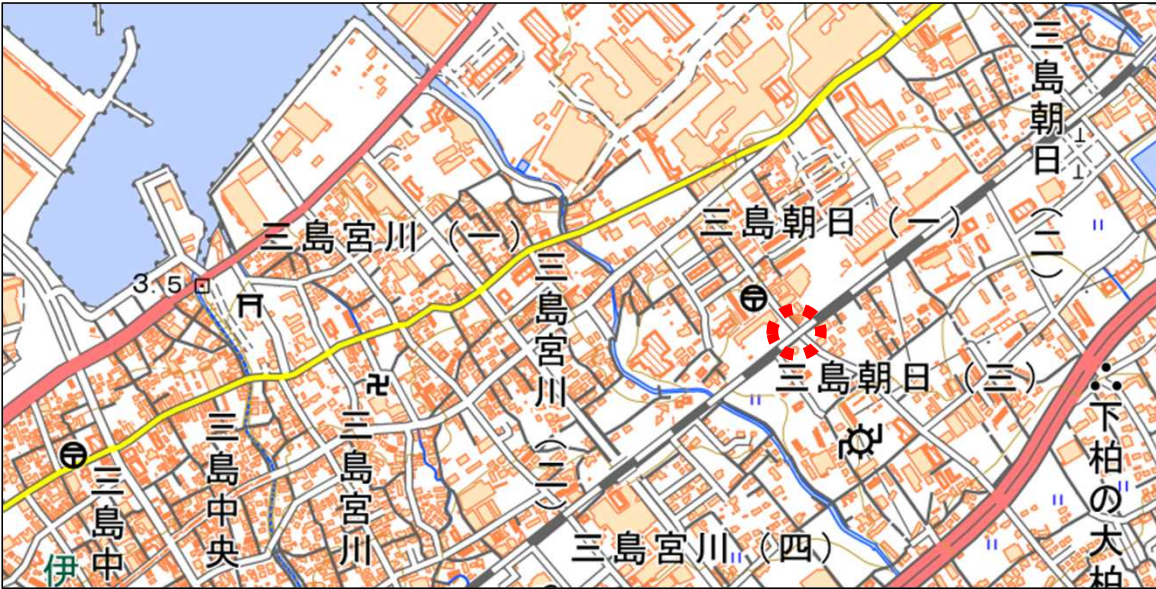 三島朝日(二)
三島宮川(一)
三島朝日(一)
3.5
三島宮川(二)
三島朝日(三)
下柏の大柏
三島中央
三島宮川
三島中
三島宮川(四)
伊